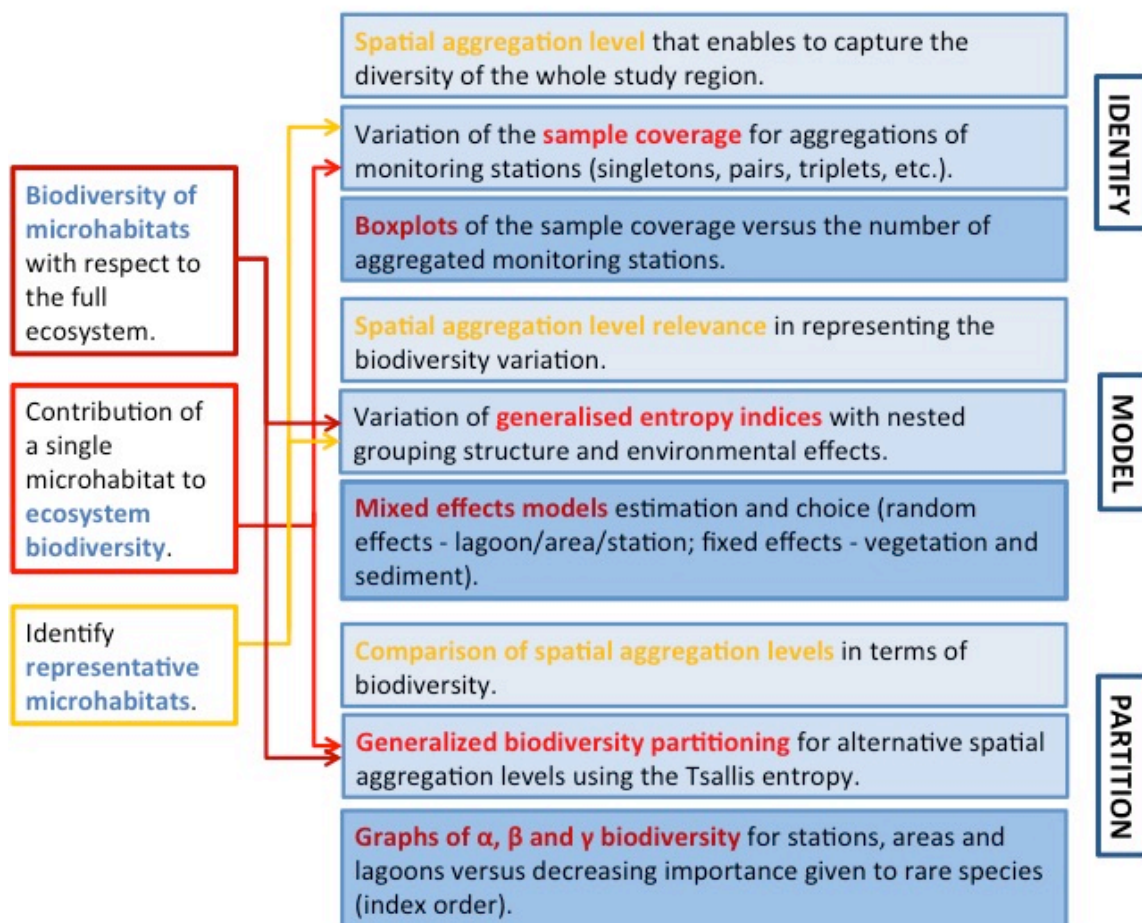 Biodiversity of
microhabitats
with respect to
the full
ecosystem.
Contribution of
a single
microhabitat to
ecosystem
biodiversity.
Identify
representative
microhabitats.
Spatial aggregation level that enables to capture the
diversity of the whole study region.
Variation of the sample coverage for aggregations of
monitoring stations (singletons, pairs, triplets, etc.).
Boxplots of the sample coverage versus the number of
aggregated monitoring stations.
IDENTIFY
Spatial aggregation level relevance in representing the
biodiversity variation.
Variation of generalised entropy indices with nested
grouping structure and environmental effects.
Mixed effects models estimation and choice (random
effects - lagoon/area/station; fixed effects - vegetation and
sediment).
MODEL
Comparison of spatial aggregation levels in terms of
biodiversity.
Generalized biodiversity partitioning for alternative spatial
aggregation levels using the Tsallis entropy.
Graphs of α, β and γ biodiversity for stations, areas and
lagoons versus decreasing importance given to rare species
(index order).
PARTITION